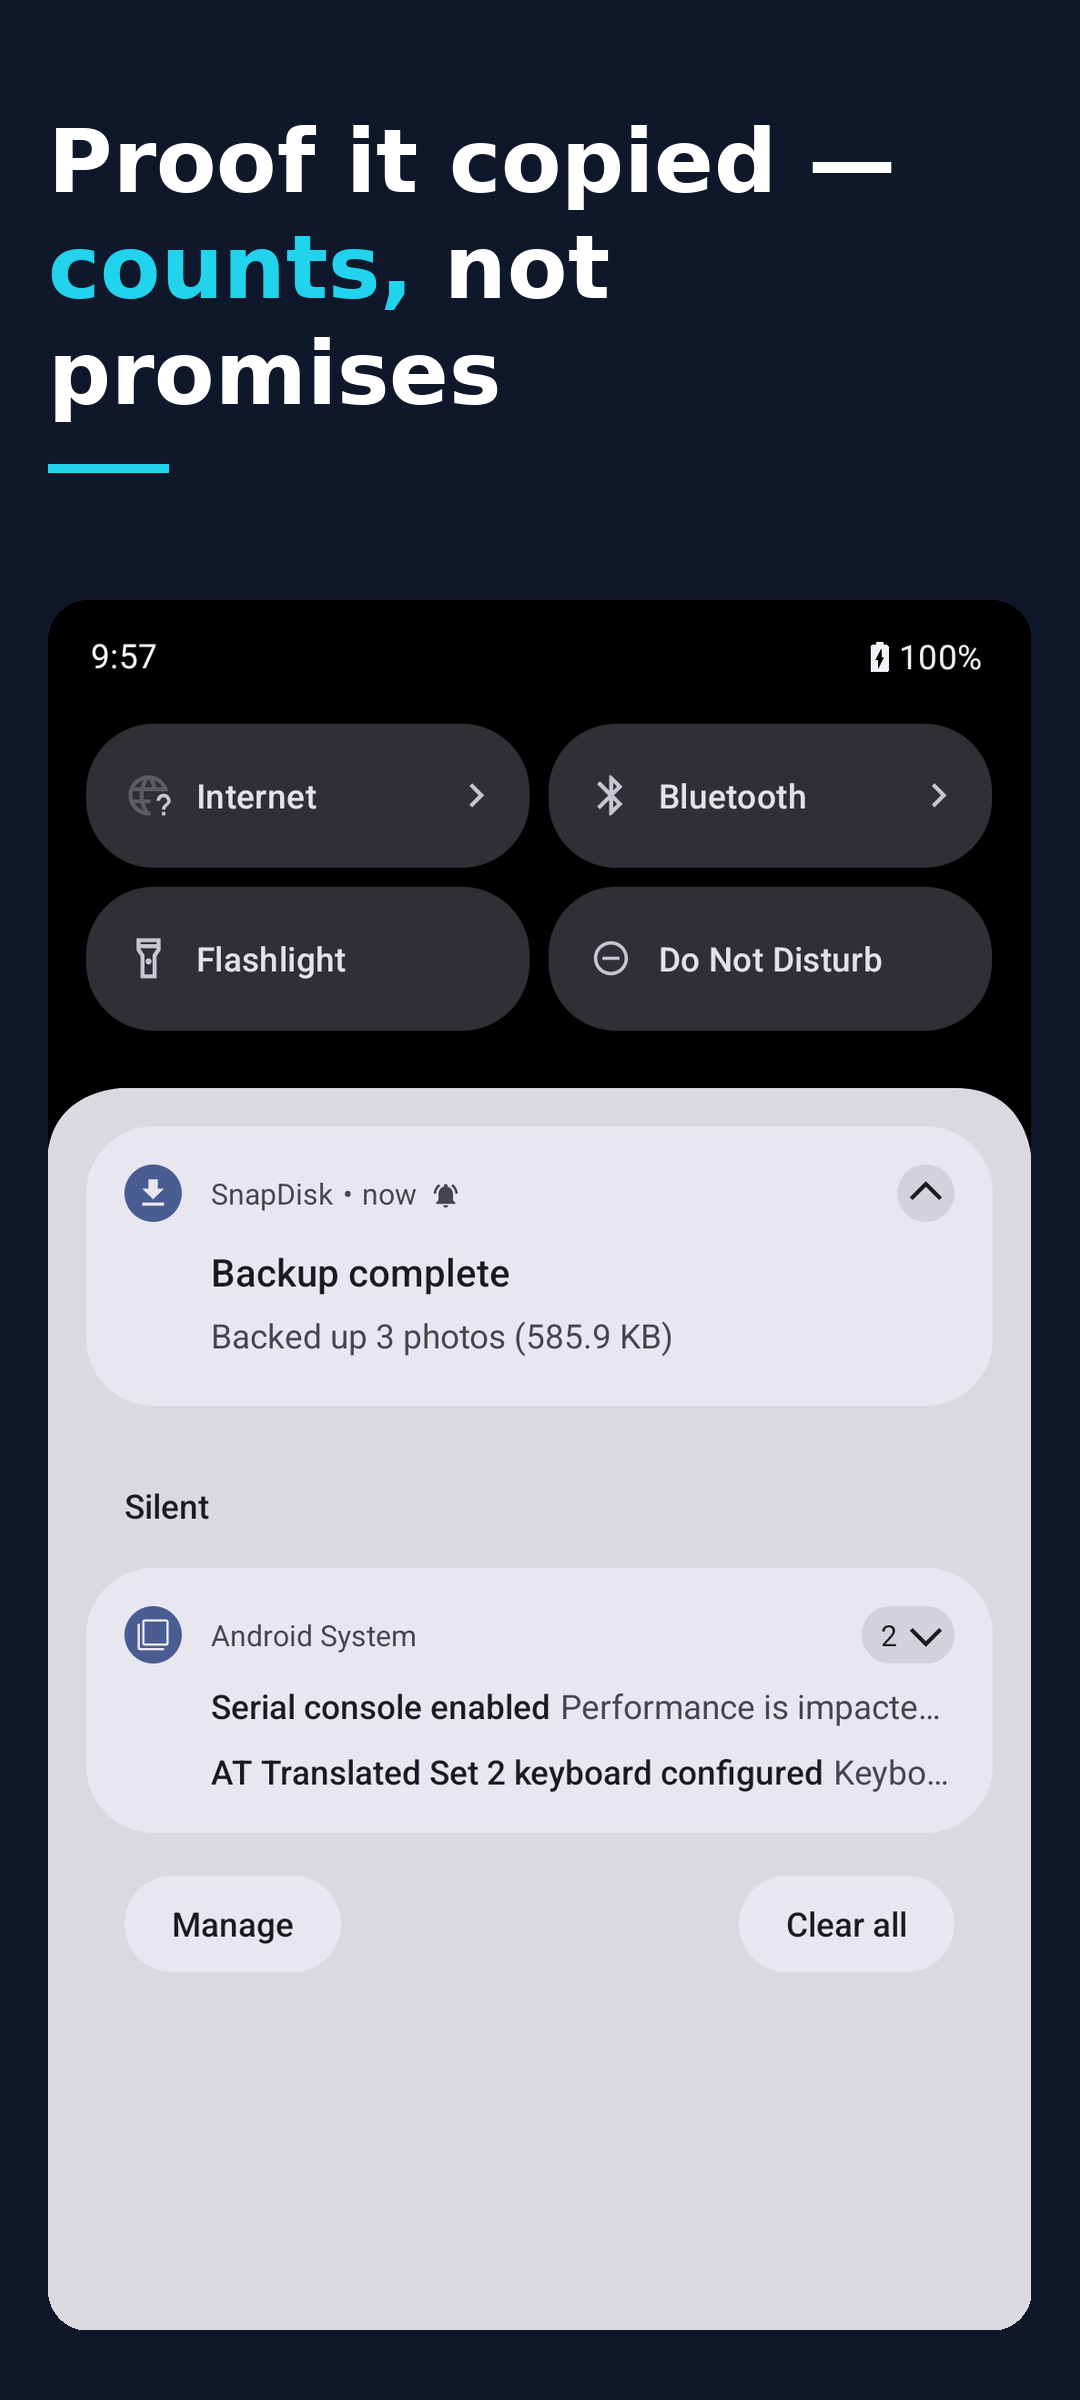 Proof it copied —
counts, not
promises
9:57
100%
Internet
Bluetooth
Flashlight
Do Not Disturb
SnapDisk • now
Backup complete
Backed up 3 photos (585.9 KB)
Silent
Android System
2
Serial console enabled Performance is impacte...
AT Translated Set 2 keyboard configured Keybo...
Manage
Clear all